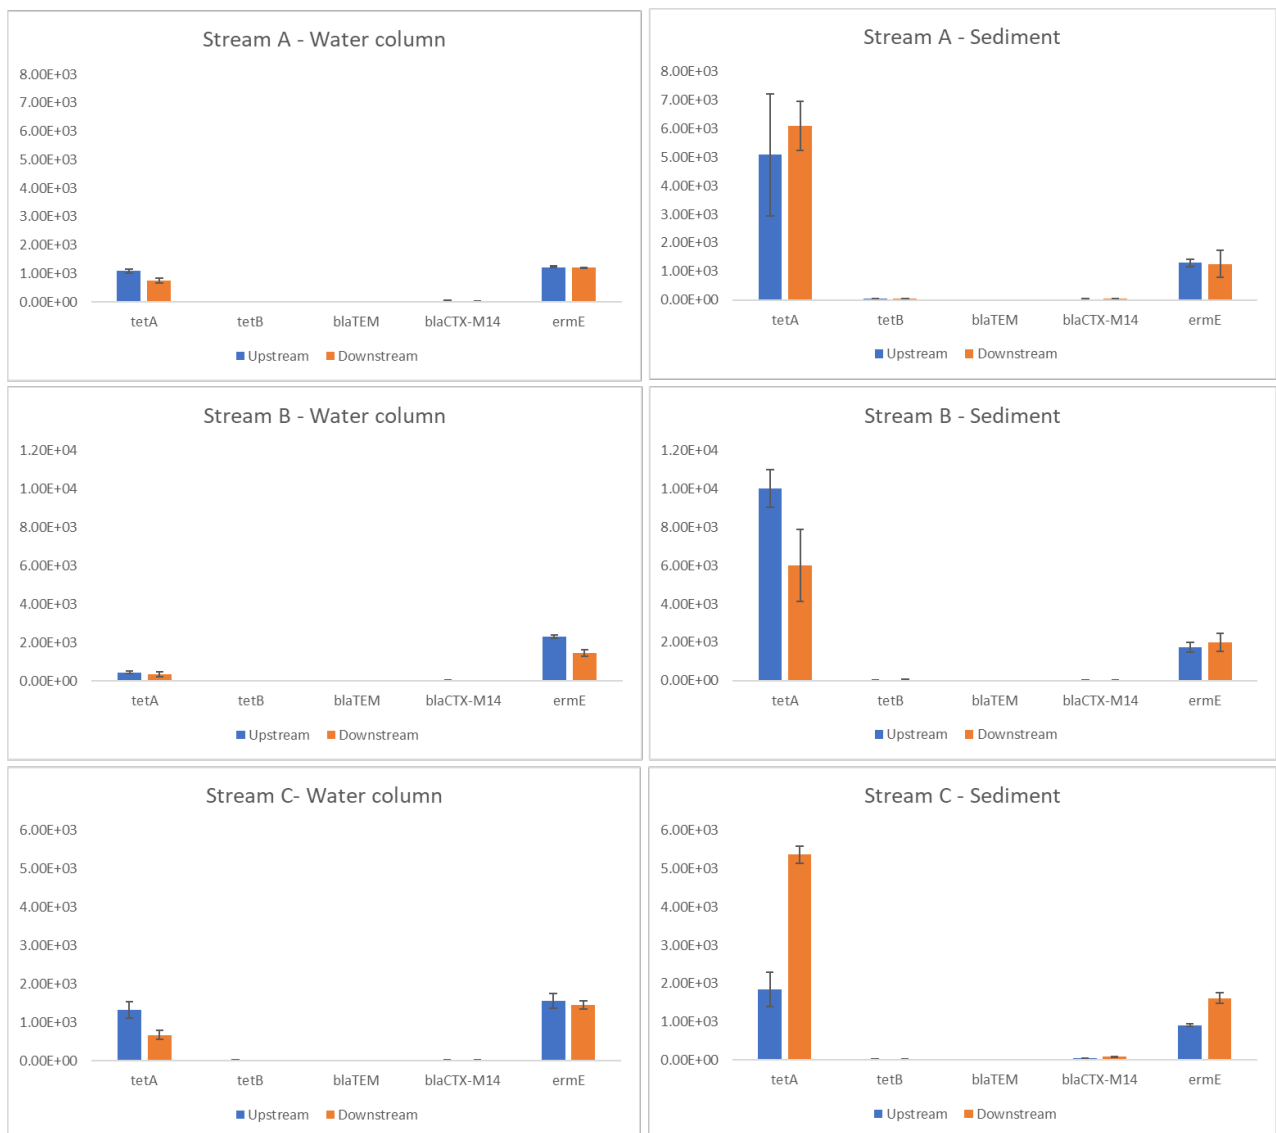 Stream A - Water column
8.00E+03
7.00E+03
6.00E+03
5.00E+03
4.00E+03
3.00E+03
2.00E+03
1.00E+03
0.00E+00
tetA tetB blaTEM blaCTX-M14 ermE
Upstream Downstream
Stream A - Sediment
8.00E+03
7.00E+03
6.00E+03
5.00E+03
4.00E+03
3.00E+03
2.00E+03
1.00E+03
0.00E+00
tetA tetB blaTEM blaCTX-M14 ermE
Upstream Downstream
Stream B - Water column
1.20E+04
1.00E+04
8.00E+03
6.00E+03
4.00E+03
2.00E+03
0.00E+00
tetA tetB blaTEM blaCTX-M14 ermE
Upstream Downstream
Stream B - Sediment
1.20E+04
1.00E+04
8.00E+03
6.00E+03
4.00E+03
2.00E+03
0.00E+00
tetA tetB blaTEM blaCTX-M14 ermE
Upstream Downstream
Stream C- Water column
6.00E+03
5.00E+03
4.00E+03
3.00E+03
2.00E+03
1.00E+03
0.00E+00
tetA tetB blaTEM blaCTX-M14 ermE
Upstream Downstream
Stream C - Sediment
6.00E+03
5.00E+03
4.00E+03
3.00E+03
2.00E+03
1.00E+03
0.00E+00
tetA tetB blaTEM blaCTX-M14 ermE
Upstream Downstream